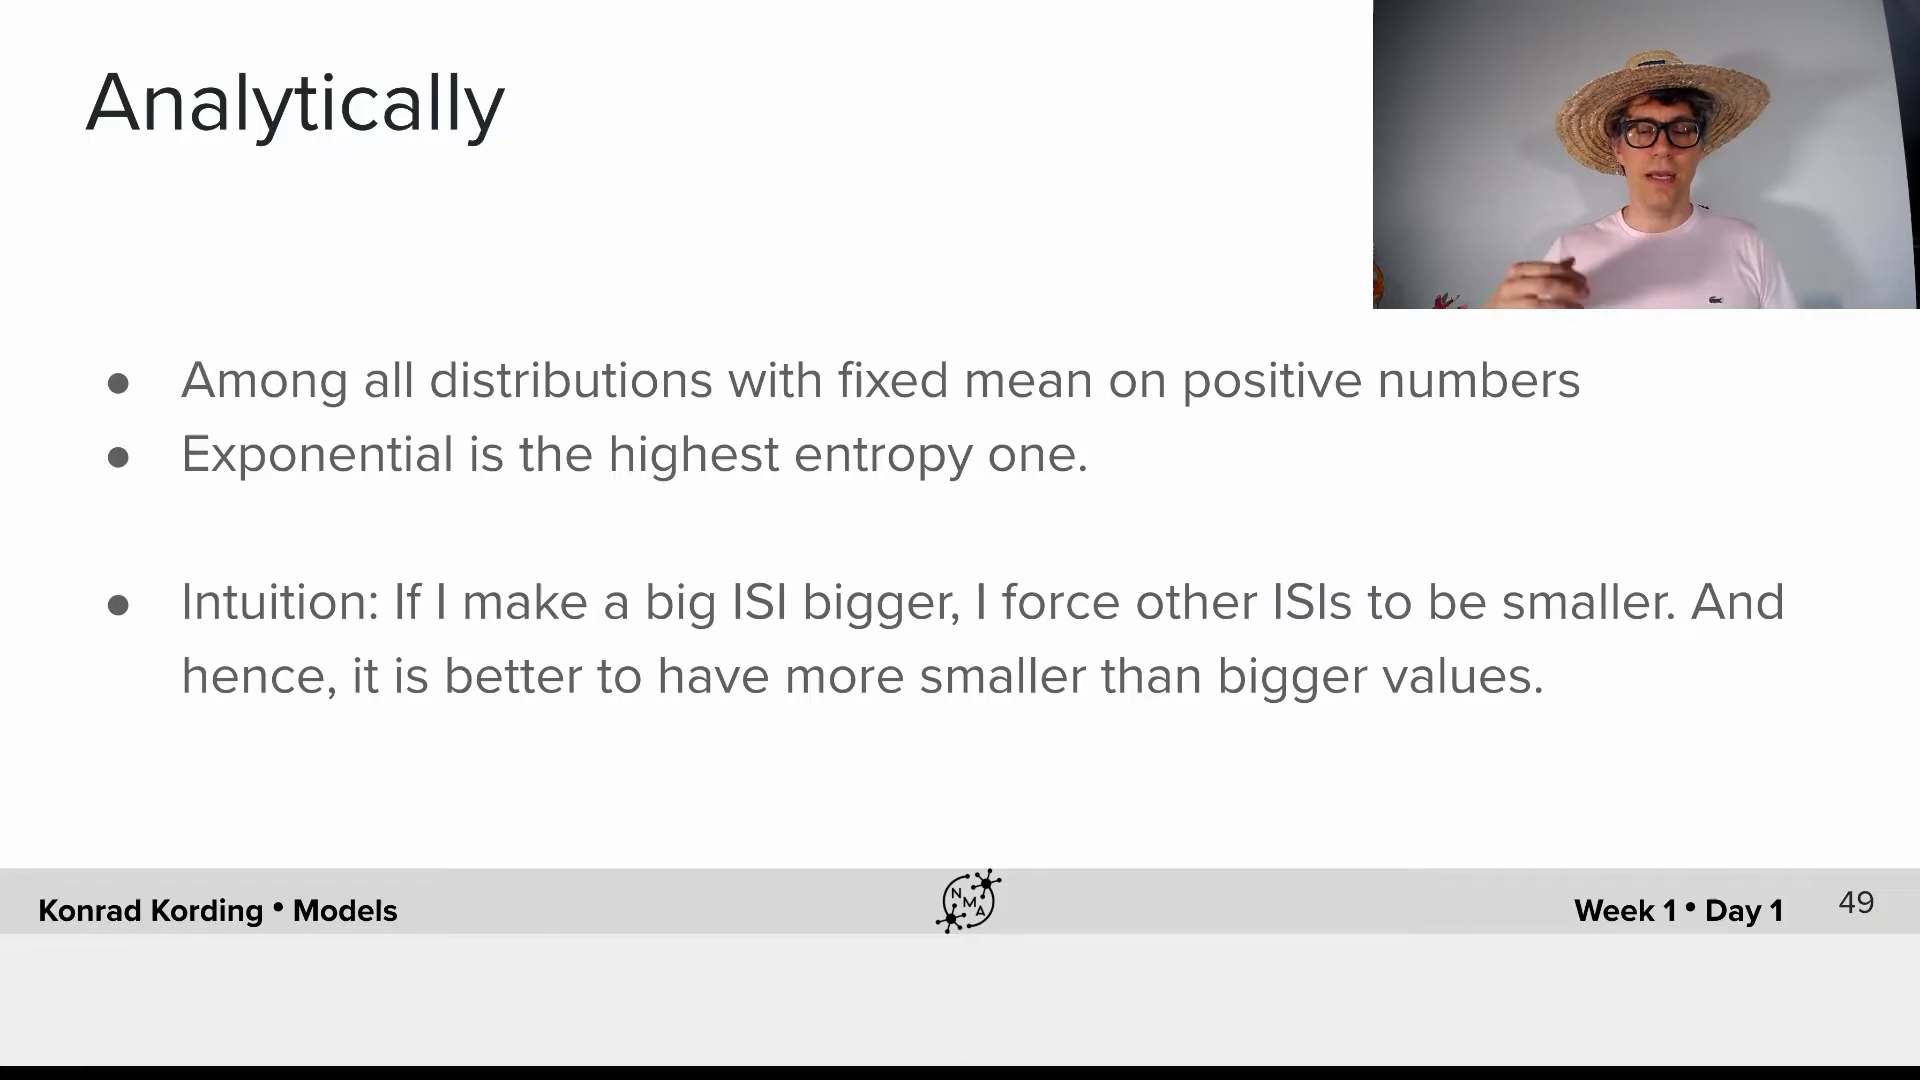 Analytically
● Among all distributions with fixed mean on positive numbers
● Exponential is the highest entropy one.
● Intuition: If I make a big ISI bigger, I force other ISIs to be smaller. And
hence, it is better to have more smaller than bigger values.
Konrad Kording • Models
NMA
Week 1 • Day 1
49